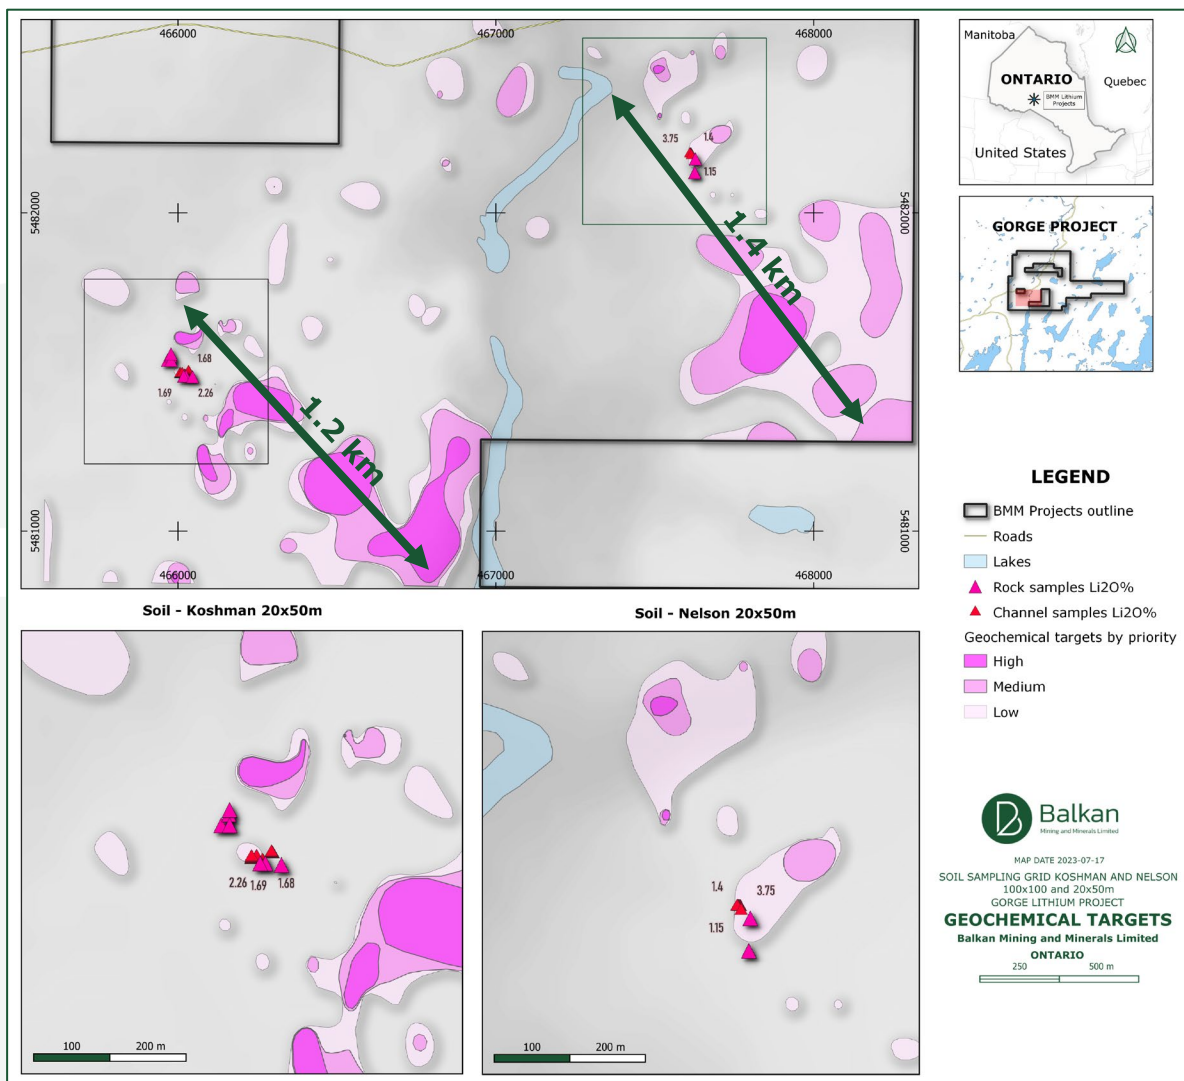 466000
467000
468000
5482000
5482000
3.75
1.4
1.15
1.4 km
1.68
1.69
2.26
1.2 km
5481000
5481000
466000
467000
468000
Manitoba
ONTARIO
Quebec
BMM Lithium
Projects
United States
GORGE PROJECT
LEGEND
BMM Projects outline
Roads
Lakes
Rock samples Li2O%
Channel samples Li2O%
Geochemical targets by priority
High
Medium
Low
Soil - Koshman 20x50m
2.26
1.69
1.68
100
200 m
Soil - Nelson 20x50m
1.4
3.75
1.15
100
200 m
Balkan
Mining and Minerals Limited
MAP DATE 2023-07-17
SOIL SAMPLING GRID KOSHMAN AND NELSON
100x100 and 20x50m
GORGE LITHIUM PROJECT
GEOCHEMICAL TARGETS
Balkan Mining and Minerals Limited
ONTARIO
250
500 m